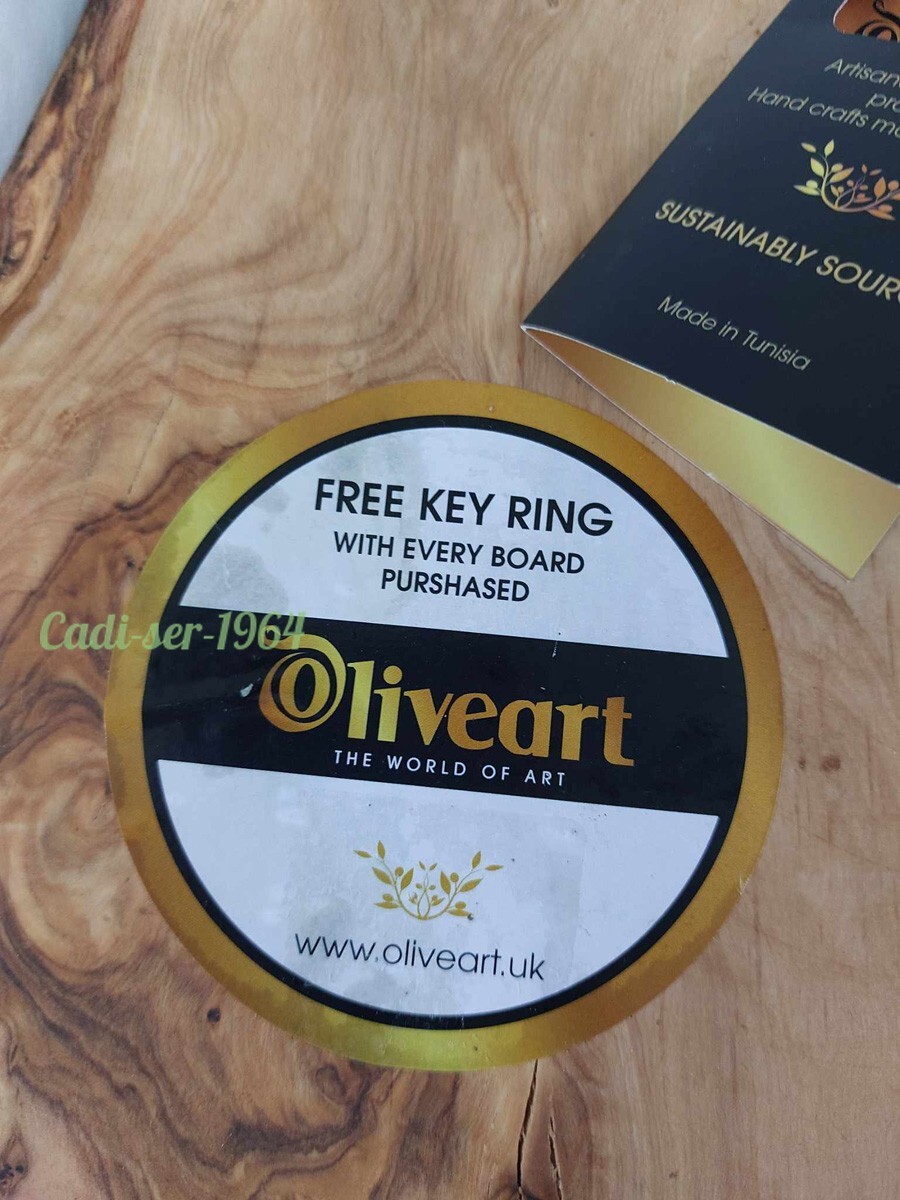 Artisan
Hand crafts
SUSTAINABLY
Made in Tunisia
FREE KEY RING
WITH EVERY BOARD
PURSHASED
Cadi-ser-1964
Oliveart
THE WORLD OF ART
www.oliveart.uk